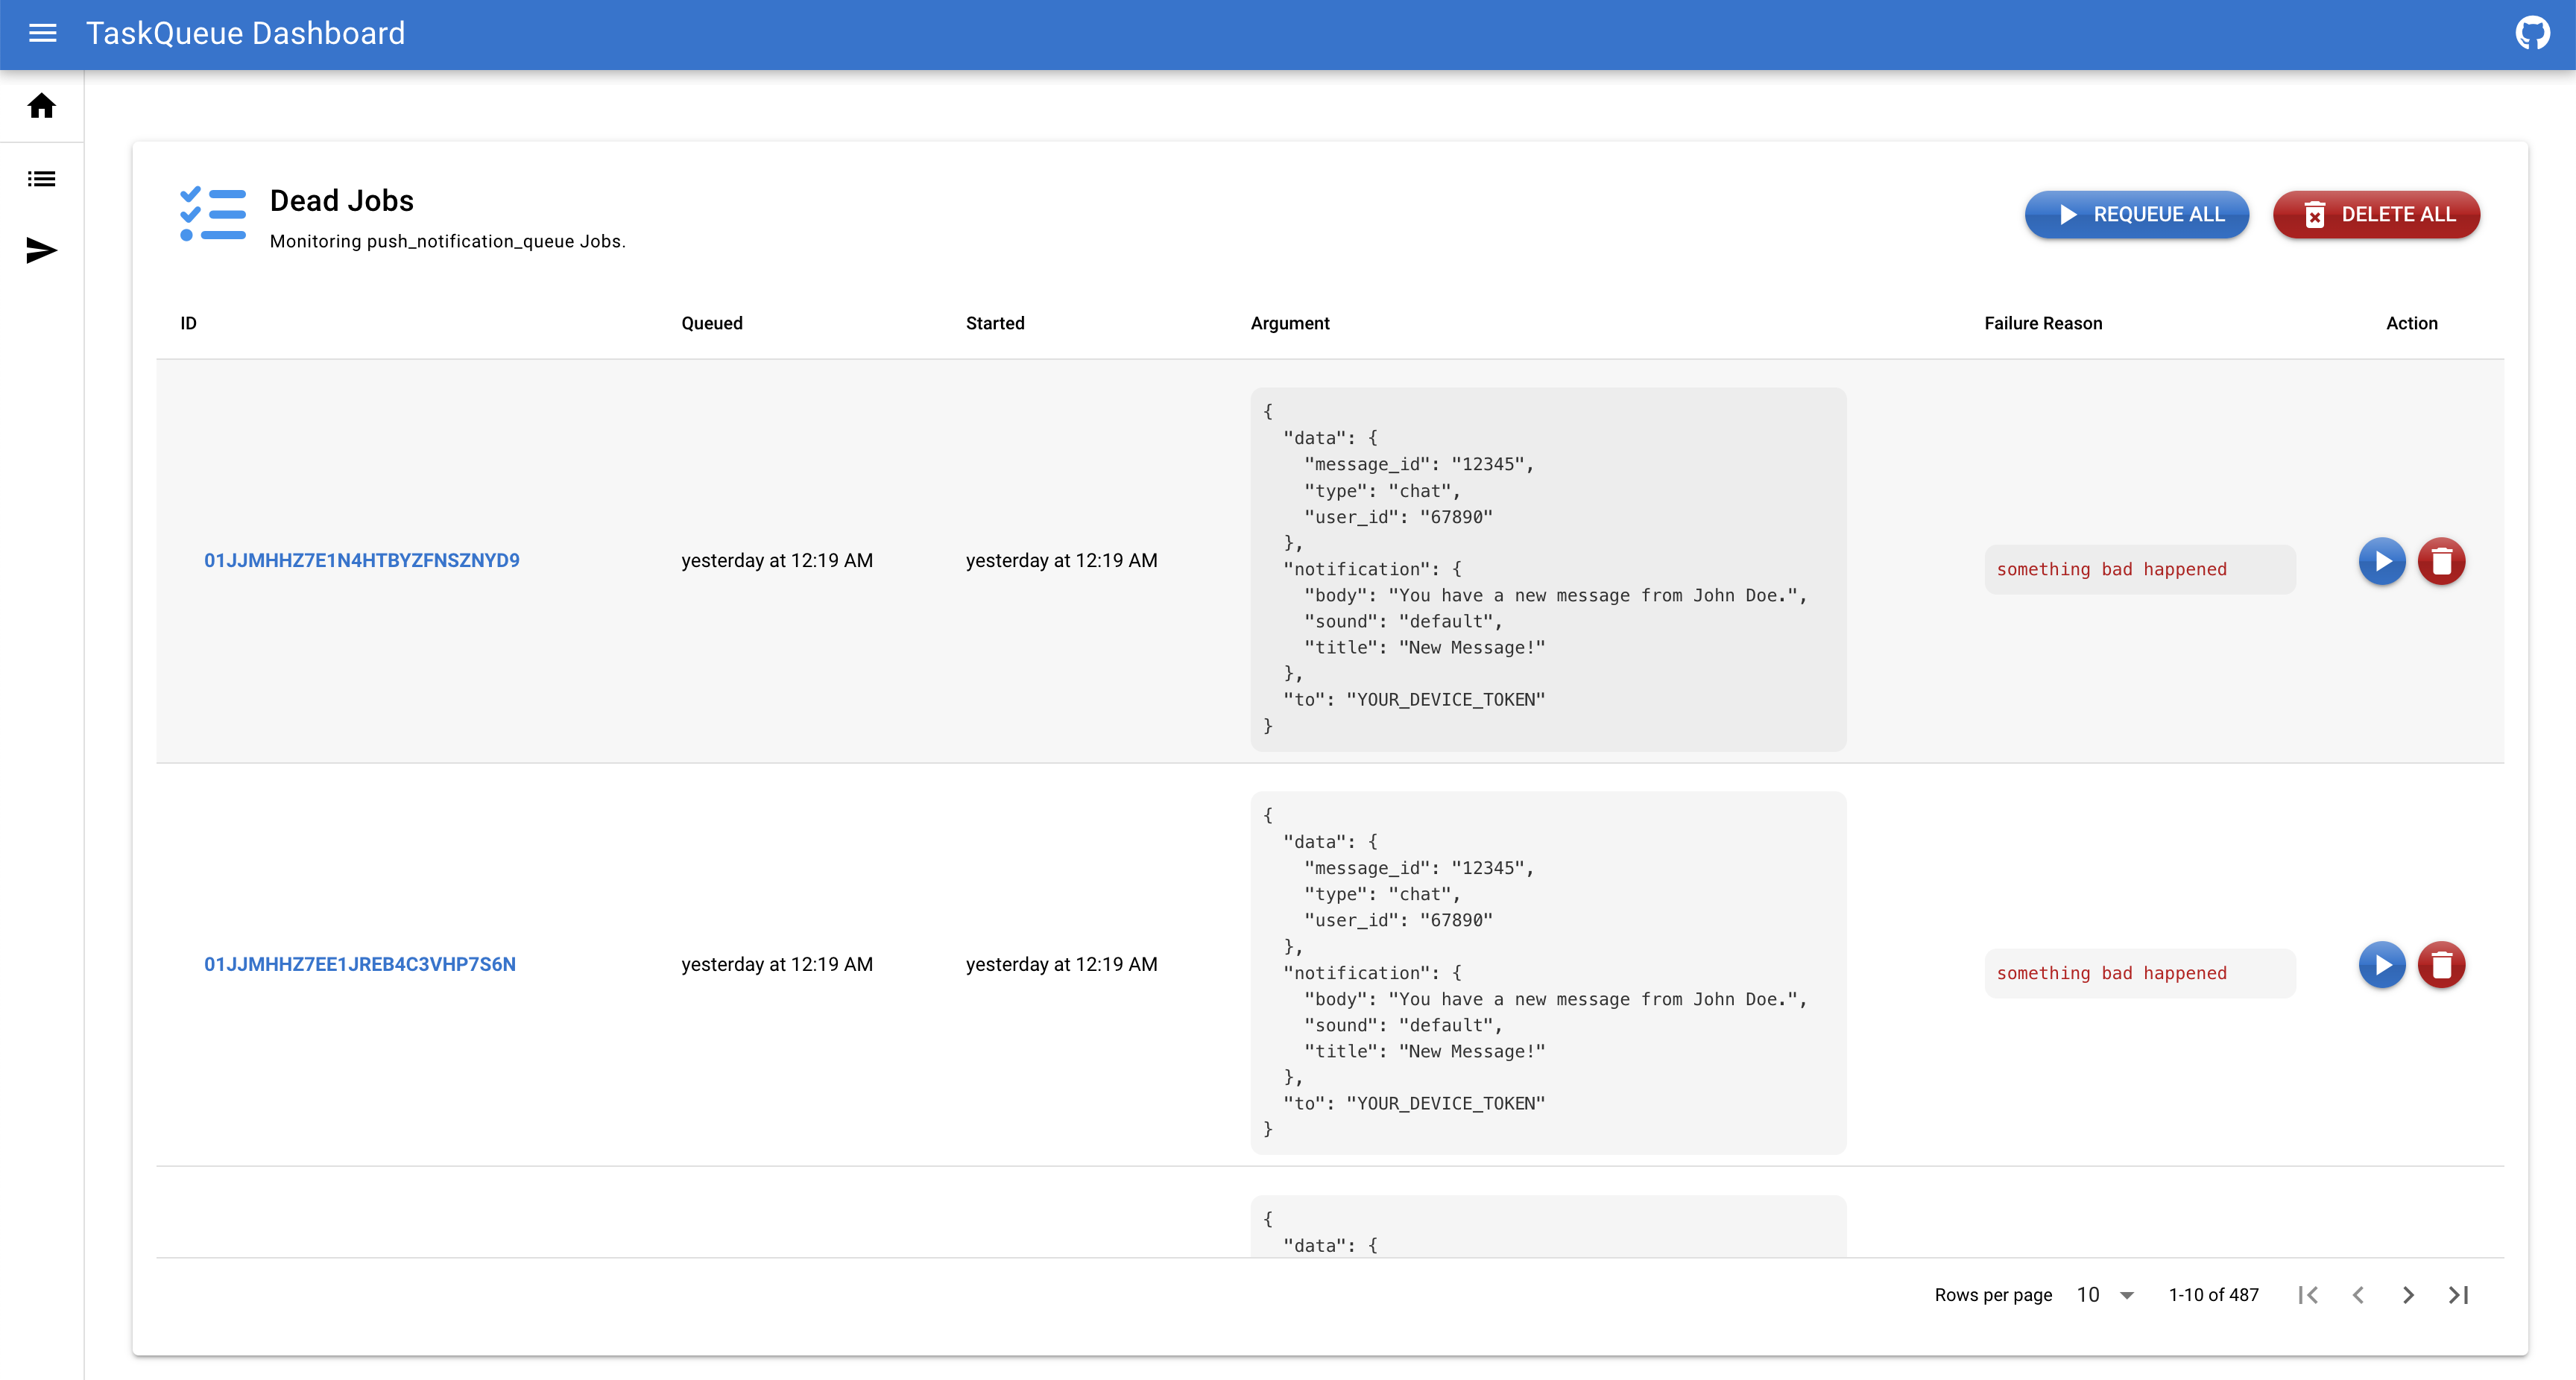 TaskQueue Dashboard
Dead Jobs
Monitoring push_notification_queue Jobs.
REQUEUE ALL
DELETE ALL
ID Queued Started Argument Failure Reason Action
01JJMHHZ7E1N4HTBYZFNSZNYD9
yesterday at 12:19 AM
yesterday at 12:19 AM
{
"data": {
"message_id": "12345",
"type": "chat",
"user_id": "67890"
},
"notification": {
"body": "You have a new message from John Doe.",
"sound": "default",
"title": "New Message!"
},
"to": "YOUR_DEVICE_TOKEN"
}
something bad happened
01JJMHHZ7EE1JREB4C3VHP7S6N
yesterday at 12:19 AM
yesterday at 12:19 AM
{
"data": {
"message_id": "12345",
"type": "chat",
"user_id": "67890"
},
"notification": {
"body": "You have a new message from John Doe.",
"sound": "default",
"title": "New Message!"
},
"to": "YOUR_DEVICE_TOKEN"
}
something bad happened
{
"data": {
Rows per page 10 1-10 of 487